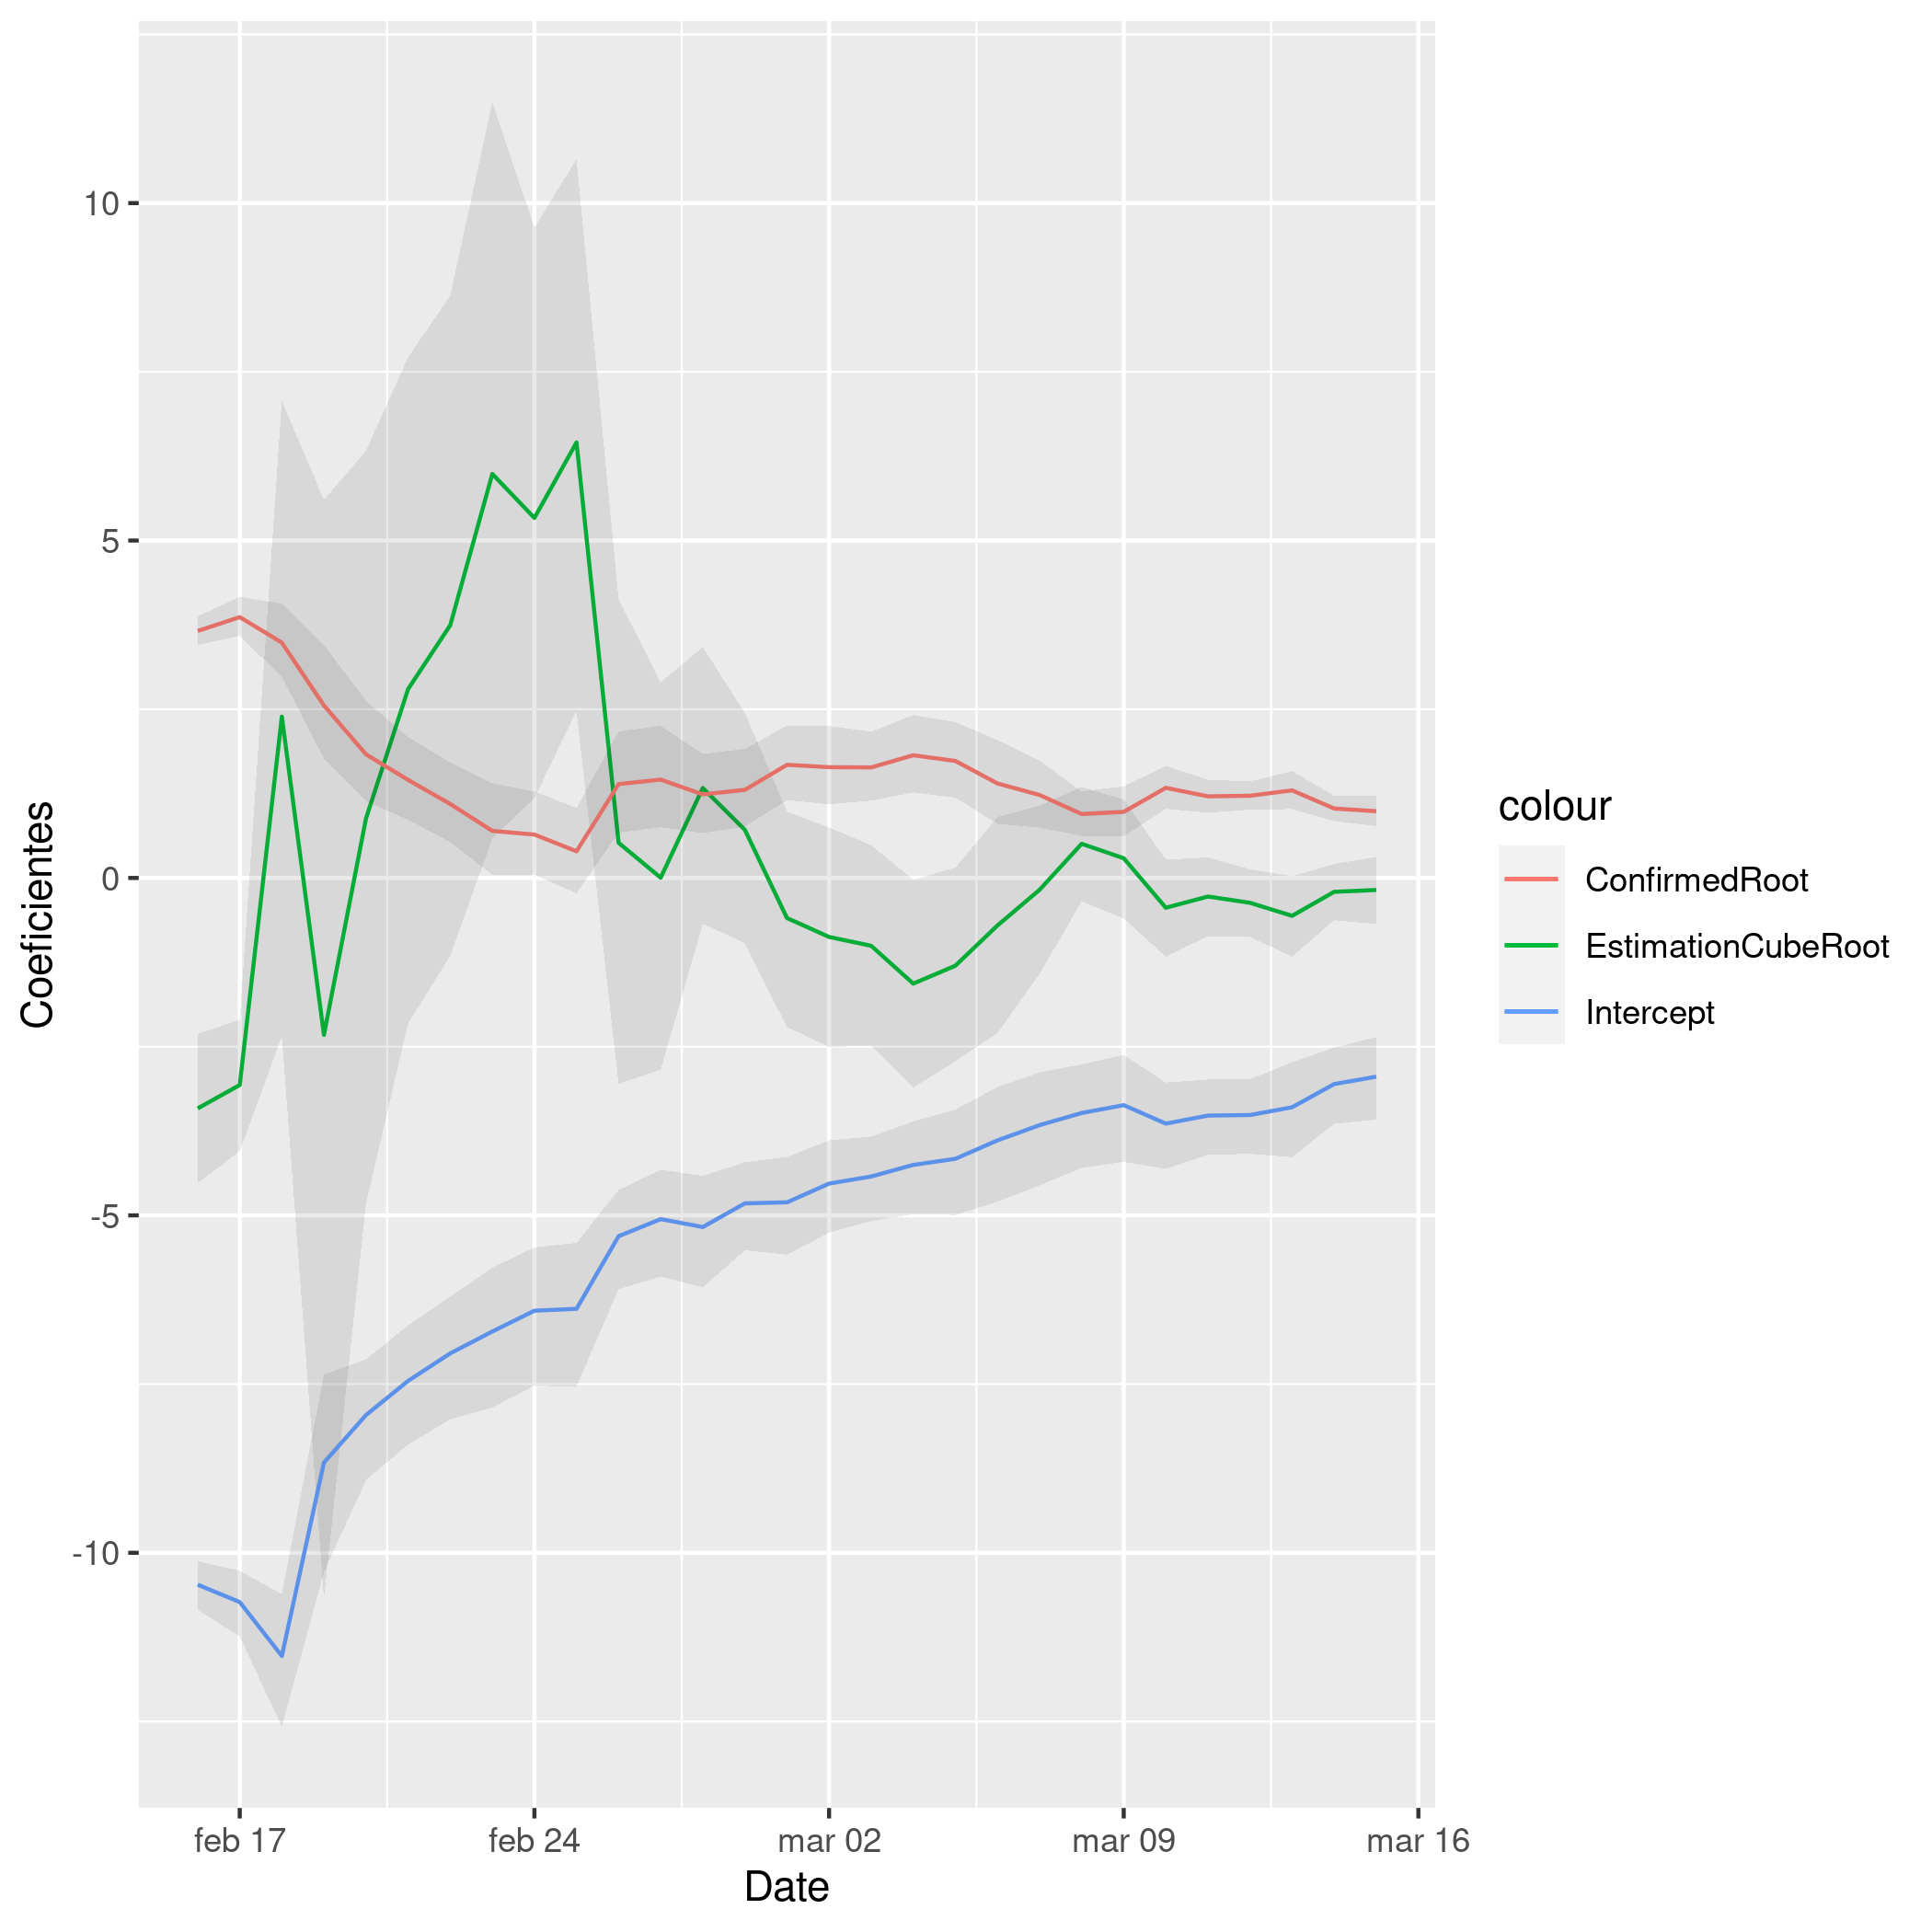 10
5
0
-5
-10
Coeficientes
feb 17
feb 24
mar 02
mar 09
mar 16
Date
colour
ConfirmedRoot
EstimationCubeRoot
Intercept